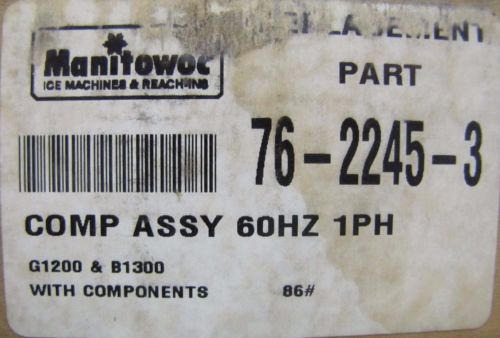 Manitowoc
ICE MACHINES & REACH-INS
PART
76-2245-3
COMP ASSY 60HZ 1PH
G1200 & B1300
WITH COMPONENTS 86#